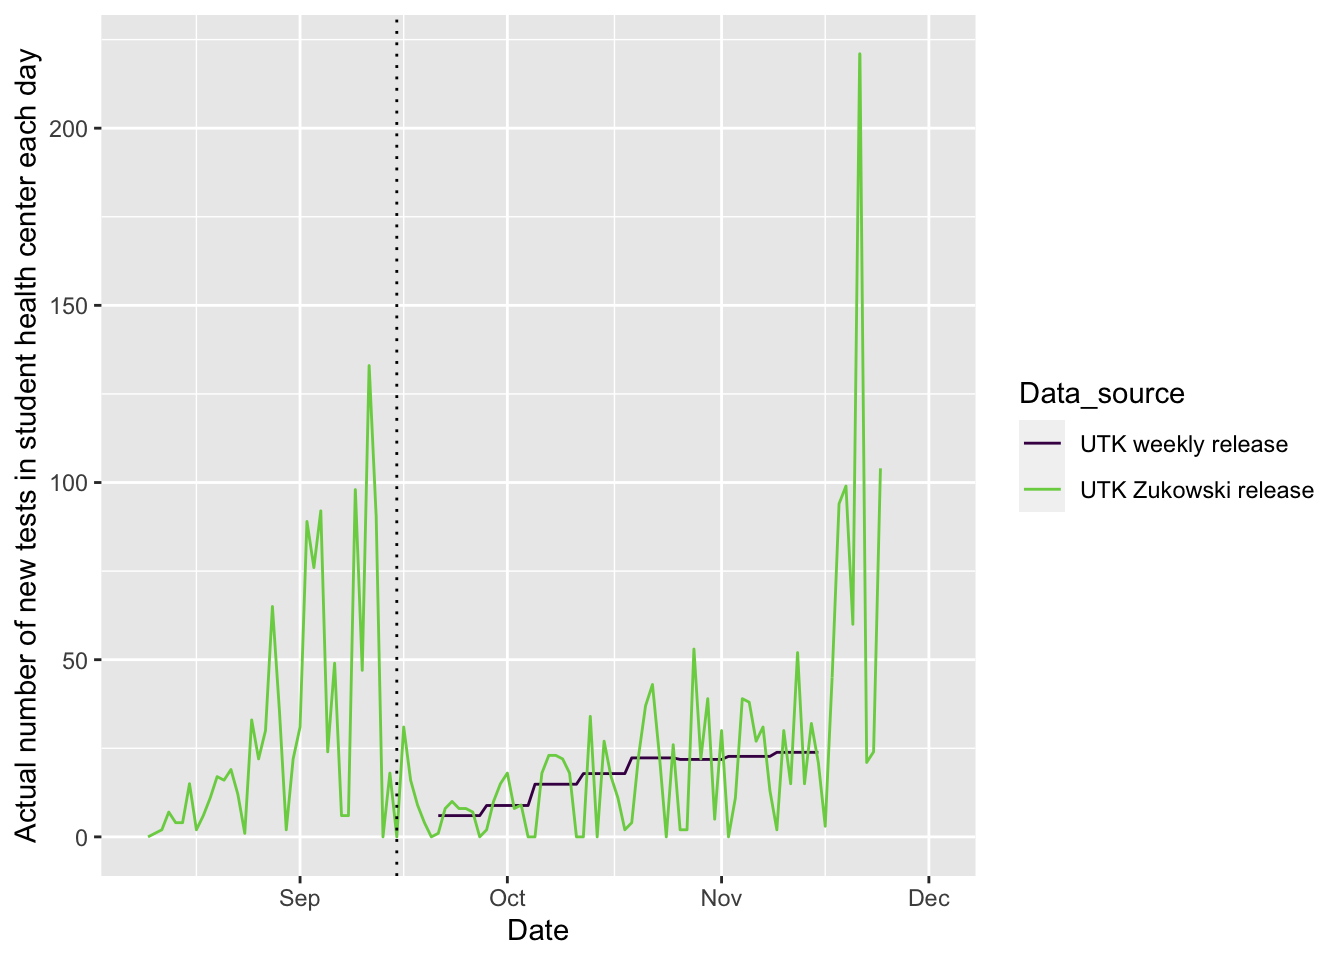 Actual number of new tests in student health center each day
200
150
100
50
0
Sep
Oct
Nov
Dec
Date
Data_source
UTK weekly release
UTK Zukowski release